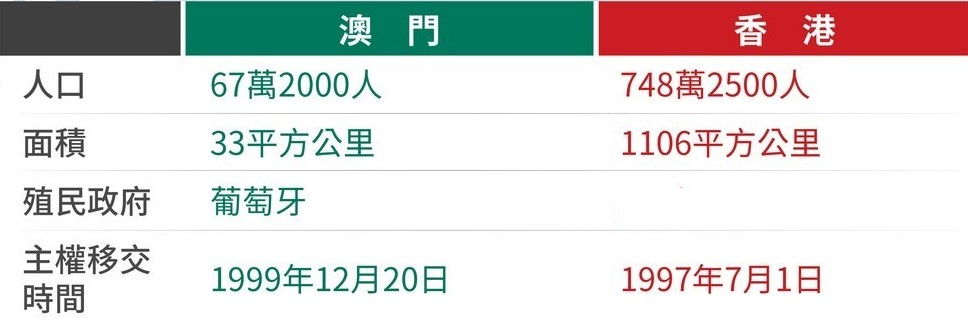 澳門 香港
人口 67萬2000人 748萬2500人
面積 33平方公里 1106平方公里
殖民政府 葡萄牙
主權移交
時間 1999年12月20日 1997年7月1日